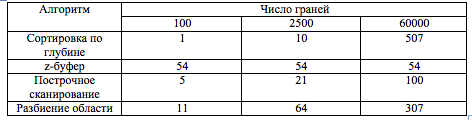 Алгоритм Число граней
100 2500 60000
Сортировка по глубине 1 10 507
z-буфер 54 54 54
Построчное сканирование 5 21 100
Разбиение области 11 64 307